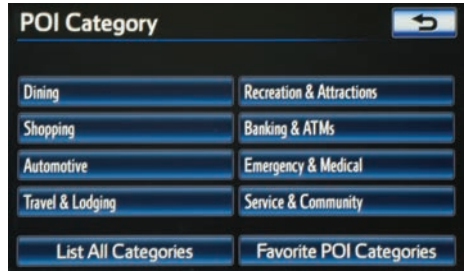 POI Category
Dining
Recreation & Attractions
Shopping
Banking & ATMs
Automotive
Emergency & Medical
Travel & Lodging
Service & Community
List All Categories
Favorite POI Categories